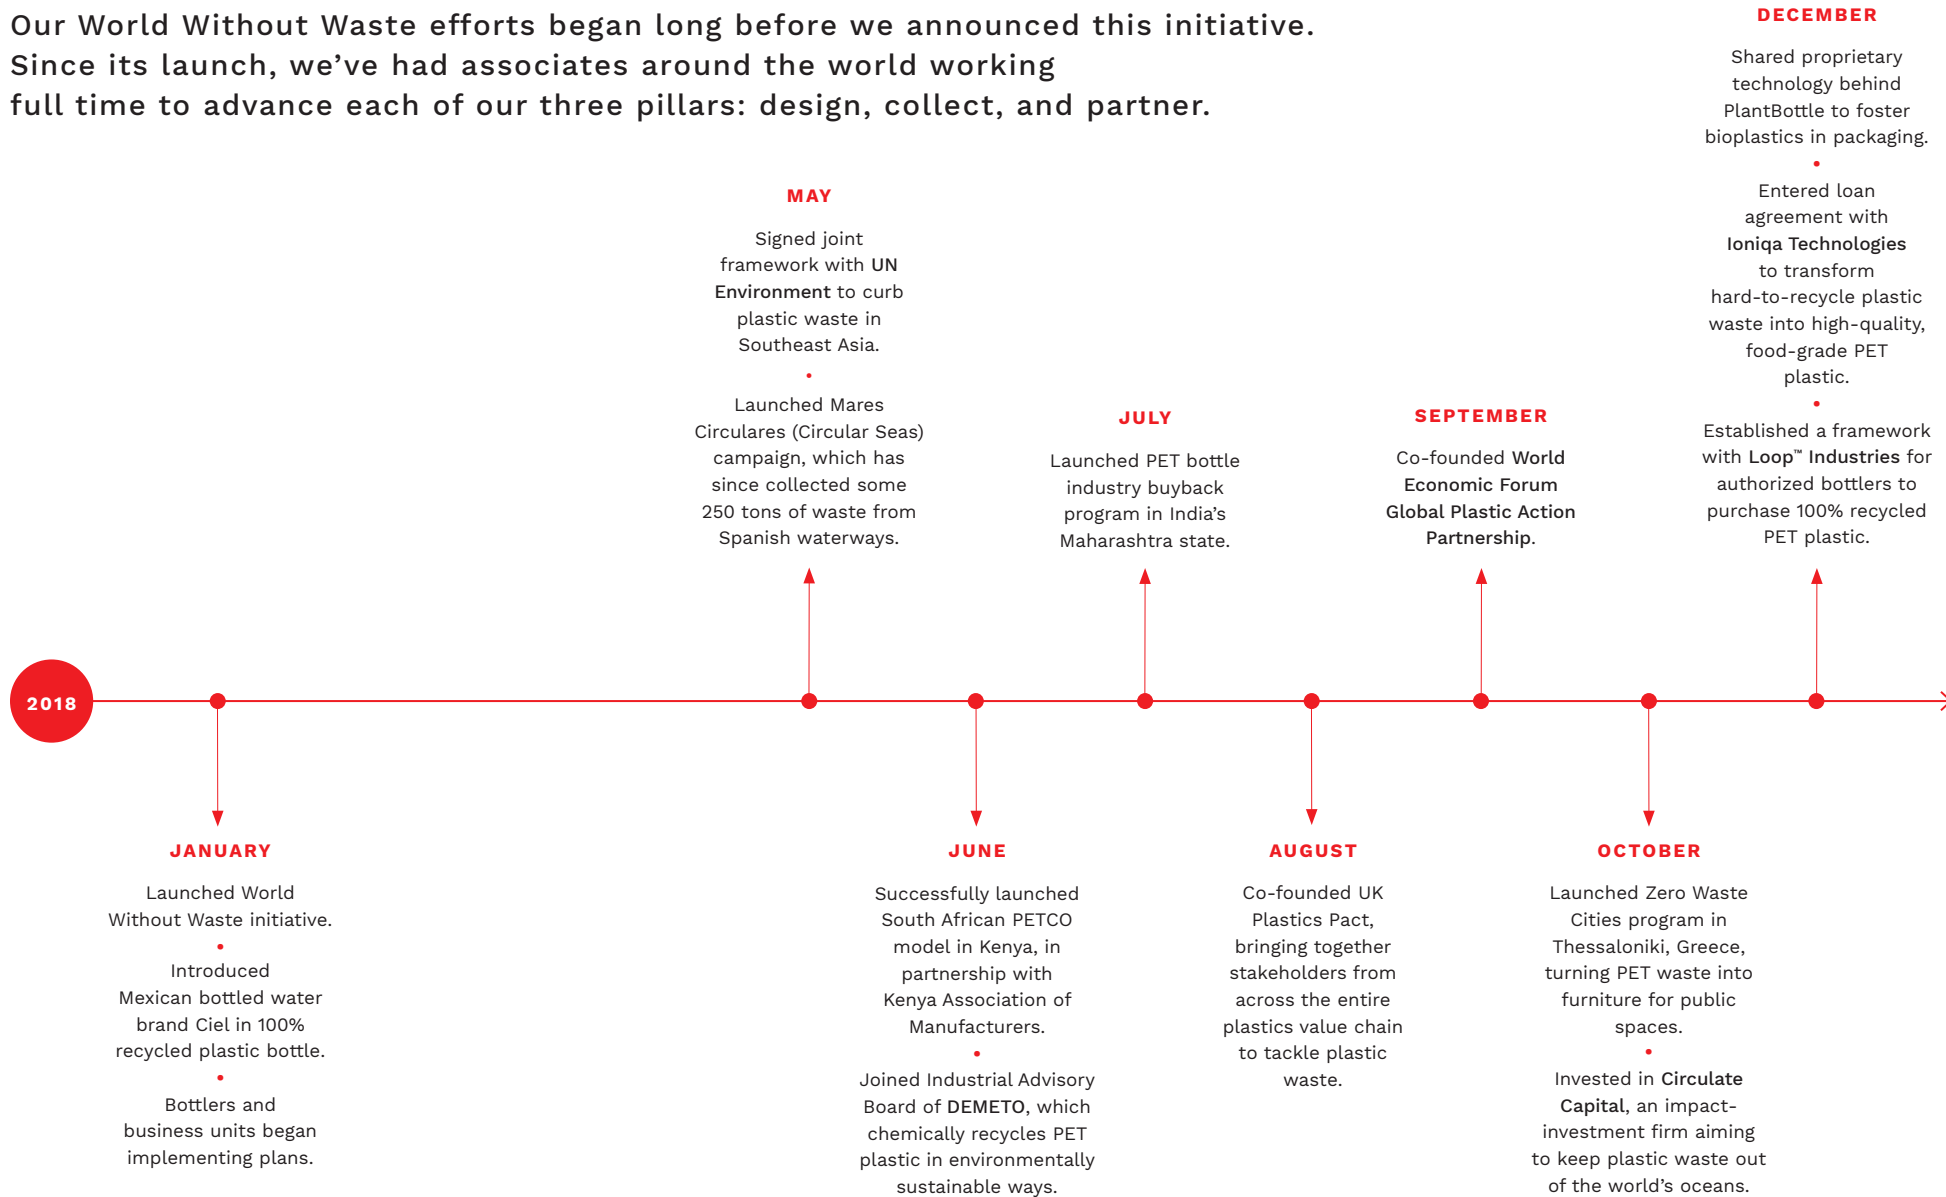 Our World Without Waste efforts began long before we announced this initiative.
Since its launch, we’ve had associates around the world working
full time to advance each of our three pillars: design, collect, and partner.
2018
JANUARY
Launched World
Without Waste initiative.
•
Introduced
Mexican bottled water
brand Ciel in 100%
recycled plastic bottle.
•
Bottlers and
business units began
implementing plans.
MAY
Signed joint
framework with UN
Environment to curb
plastic waste in
Southeast Asia.
•
Launched Mares
Circulares (Circular Seas)
campaign, which has
since collected some
250 tons of waste from
Spanish waterways.
JUNE
Successfully launched
South African PETCO
model in Kenya, in
partnership with
Kenya Association of
Manufacturers.
•
Joined Industrial Advisory
Board of DEMETO, which
chemically recycles PET
plastic in environmentally
sustainable ways.
JULY
Launched PET bottle
industry buyback
program in India’s
Maharashtra state.
AUGUST
Co-founded UK
Plastics Pact,
bringing together
stakeholders from
across the entire
plastics value chain
to tackle plastic
waste.
SEPTEMBER
Co-founded World
Economic Forum
Global Plastic Action
Partnership.
OCTOBER
Launched Zero Waste
Cities program in
Thessaloniki, Greece,
turning PET waste into
furniture for public
spaces.
•
Invested in Circulate
Capital, an impact-
investment firm aiming
to keep plastic waste out
of the world’s oceans.
DECEMBER
Shared proprietary
technology behind
PlantBottle to foster
bioplastics in packaging.
•
Entered loan
agreement with
Ioniqa Technologies
to transform
hard-to-recycle plastic
waste into high-quality,
food-grade PET
plastic.
•
Established a framework
with Loop™ Industries for
authorized bottlers to
purchase 100% recycled
PET plastic.